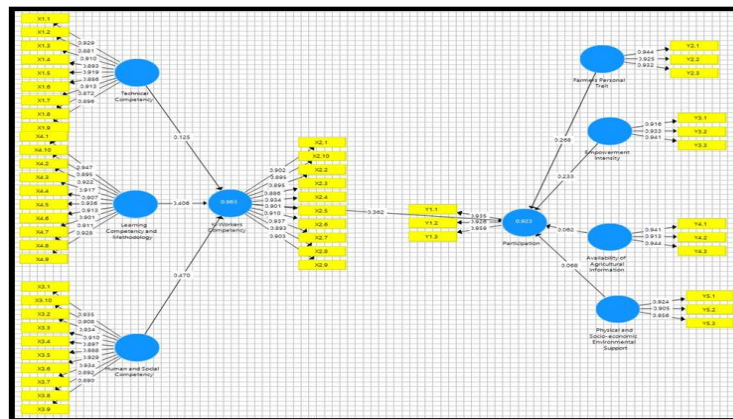 X1.1
X1.2
X1.3
X1.4
X1.5
X1.6
X1.7
X1.8
X1.9
0.929
0.881
0.910
0.893
0.919
0.886
0.913
0.872
0.896
Technical
Competency
0.125
X4.1
X4.10
X4.2
X4.3
X4.4
X4.5
X4.6
X4.7
X4.8
X4.9
0.947
0.895
0.922
0.917
0.907
0.936
0.913
0.901
0.911
0.928
Learning
Competency and
Methodology
0.406
X3.1
X3.10
X3.2
X3.3
X3.4
X3.5
X3.6
X3.7
X3.8
X3.9
0.935
0.908
0.934
0.910
0.897
0.888
0.929
0.934
0.892
0.890
Human and Social
Competency
0.470
0.963
Competency
X2.1
X2.10
X2.2
X2.3
X2.4
X2.5
X2.6
X2.7
X2.8
X2.9
0.902
0.895
0.895
0.886
0.934
0.901
0.910
0.937
0.893
0.903
0.362
Y1.1
Y1.2
Y1.3
0.935
0.926
0.959
0.923
Participation
Farmers Personal
Trait
0.268
0.944
0.925
0.932
Y2.1
Y2.2
Y2.3
Empowerment
Intensity
0.233
0.916
0.933
0.941
Y3.1
Y3.2
Y3.3
Availability of
Agricultural
Information
0.062
0.941
0.913
0.944
Y4.1
Y4.2
Y4.3
Physical and
Socio-economic
Environmental
Support
0.068
0.924
0.905
0.956
Y5.1
Y5.2
Y5.3